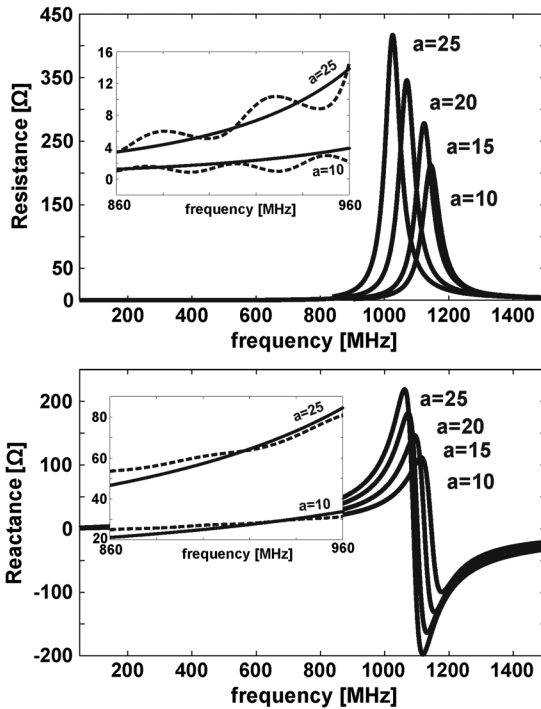 450
350
250
150
50
0
Resistance [Ω]
16
12
8
4
0
a=25
a=10
860
frequency [MHz]
960
a=25
a=20
a=15
a=10
200 400 600 800 1000 1200 1400
frequency [MHz]
200
100
0
-100
-200
Reactance [Ω]
80
60
40
20
a=25
a=10
860
frequency [MHz]
960
a=25
a=20
a=15
a=10
200 400 600 800 1000 1200 1400
frequency [MHz]